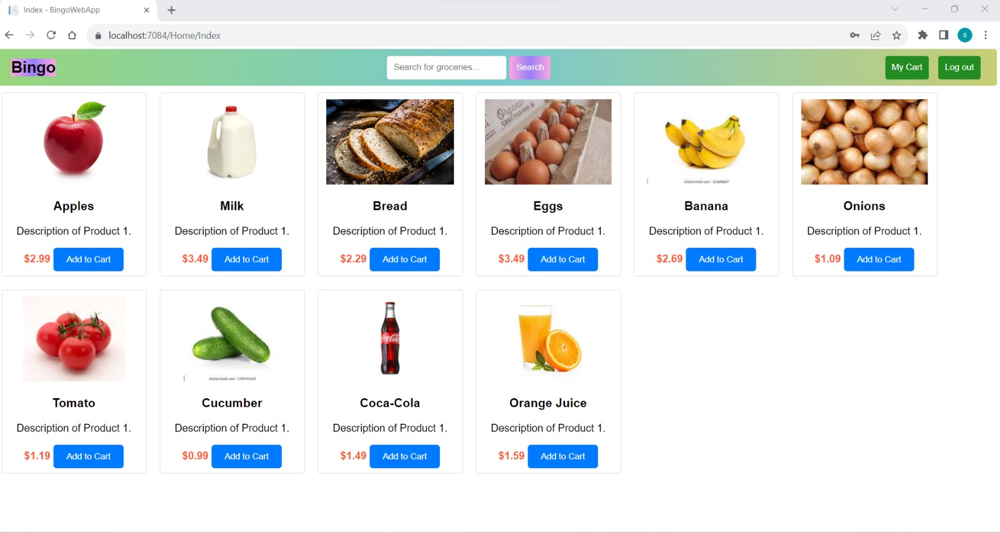 Index - BingoWebApp
localhost:7084/Home/Index
S
Bingo
Search for groceries...
Search
My Cart
Log out
Apples
Description of Product 1.
$2.99 Add to Cart
Milk
Description of Product 1.
$3.49 Add to Cart
Bread
Description of Product 1.
$2.29 Add to Cart
Organic
Eggs
Description of Product 1.
$3.49 Add to Cart
Banana
Description of Product 1.
$2.69 Add to Cart
Onions
Description of Product 1.
$1.09 Add to Cart
Tomato
Description of Product 1.
$1.19 Add to Cart
Cucumber
Description of Product 1.
$0.99 Add to Cart
Coca-Cola
Coca-Cola
Description of Product 1.
$1.49 Add to Cart
Orange Juice
Description of Product 1.
$1.59 Add to Cart